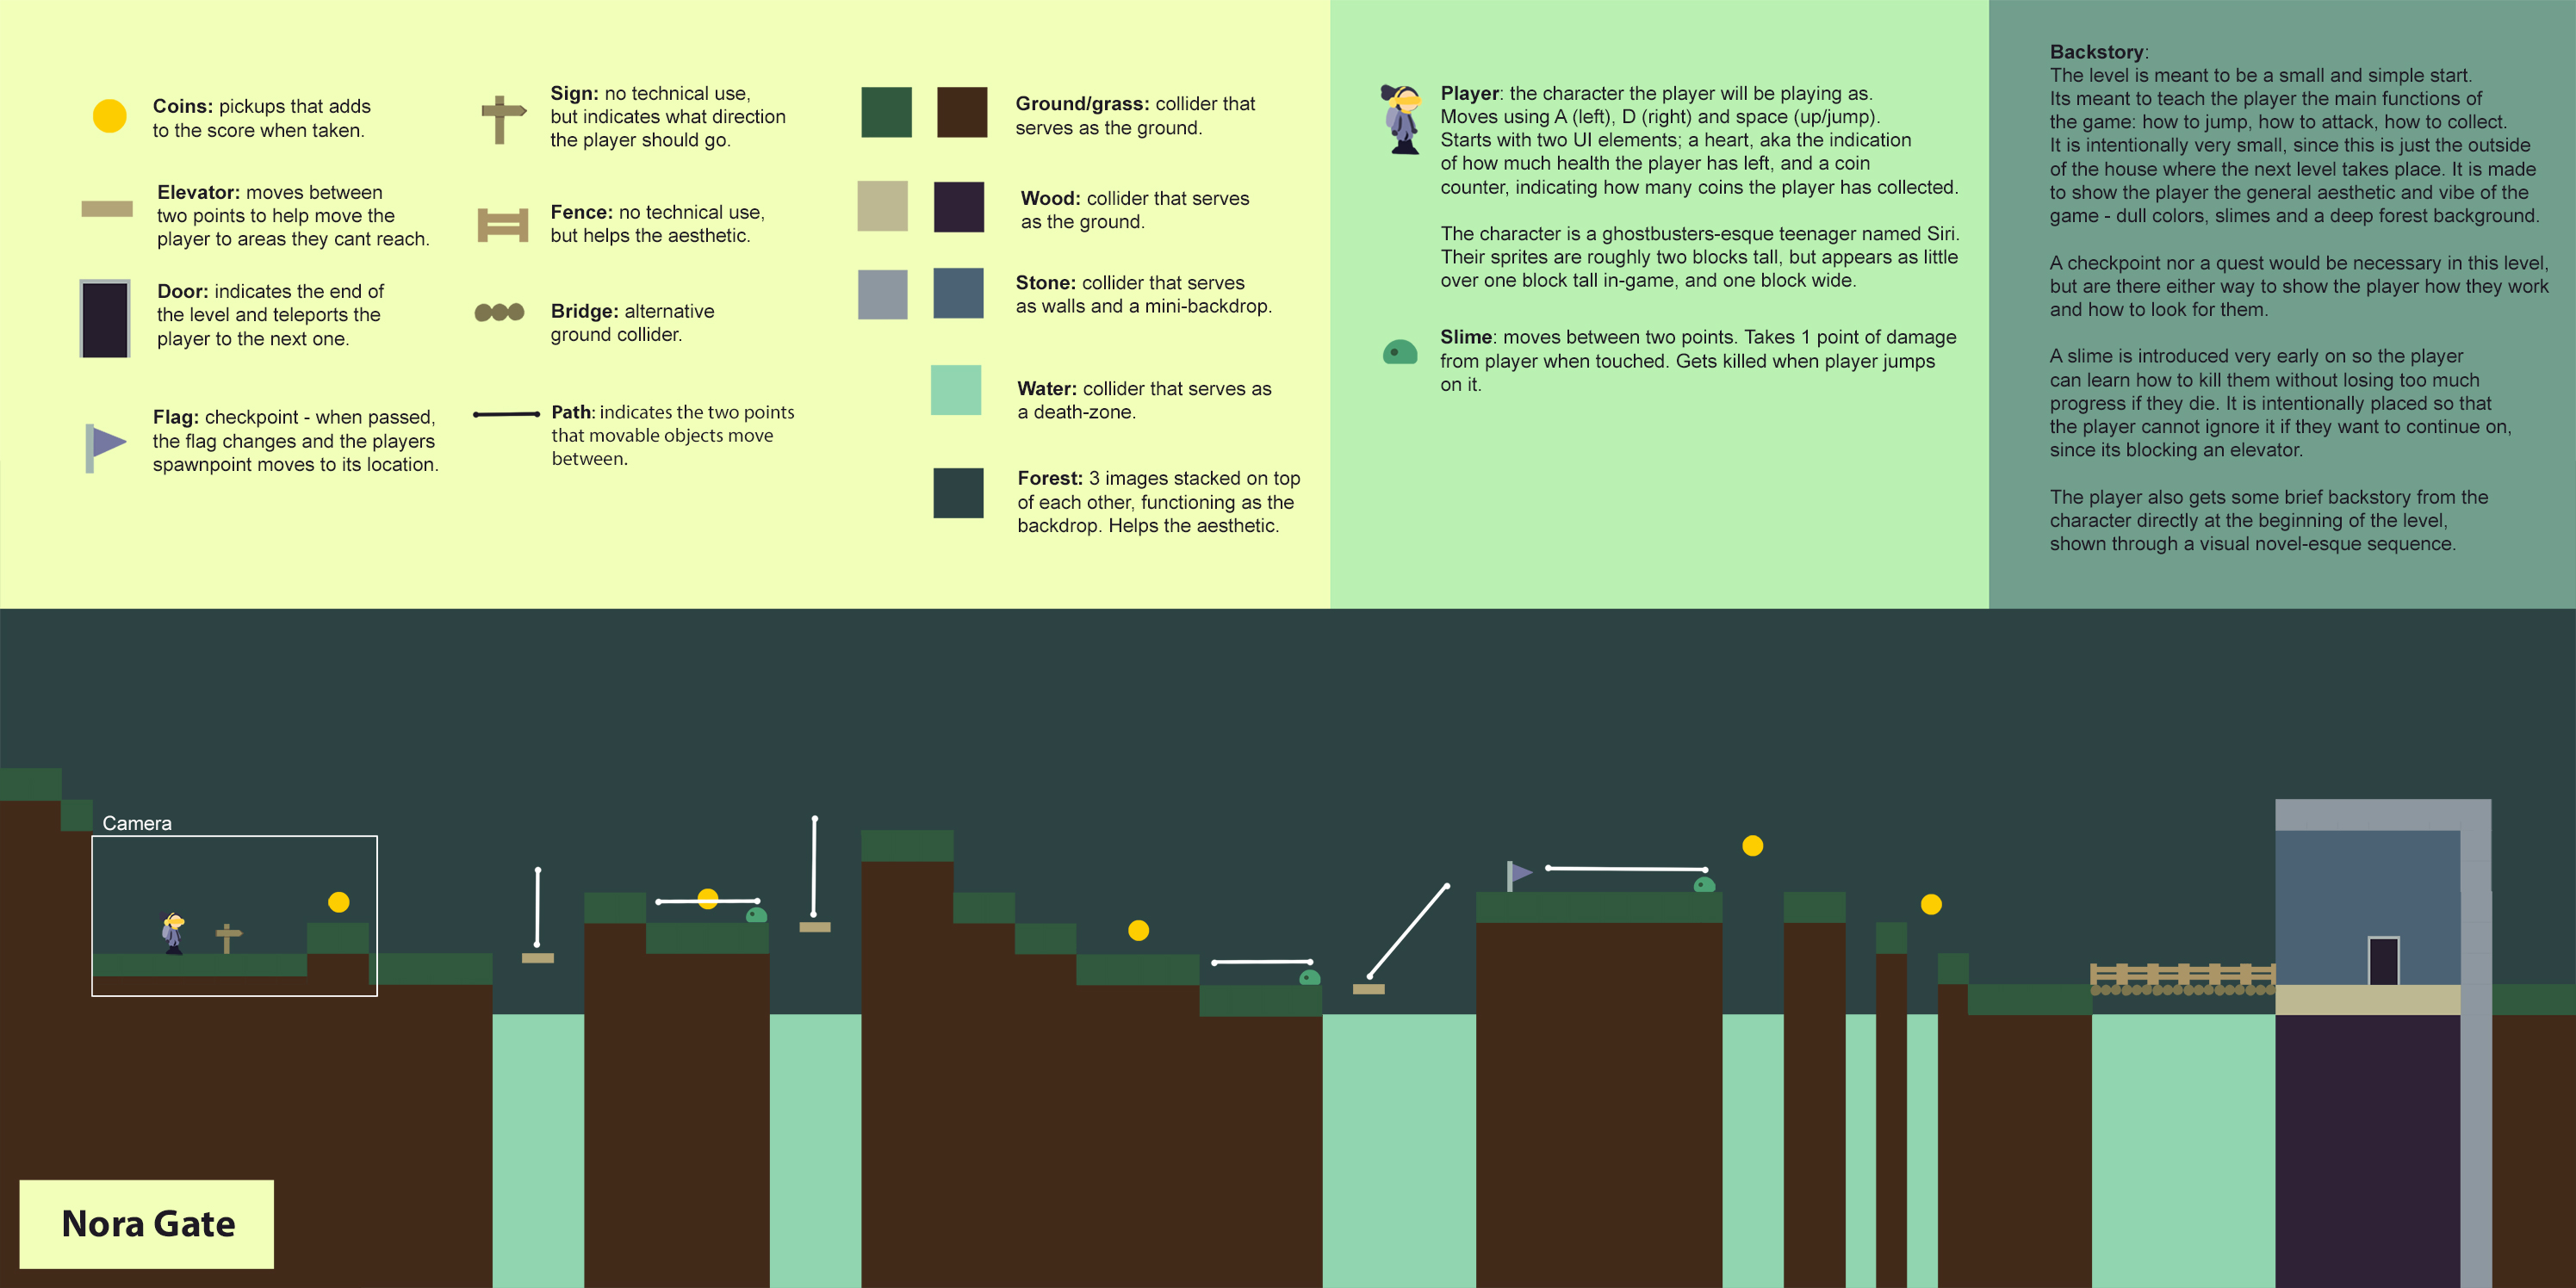 Coins: pickups that adds
to the score when taken.
Elevator: moves between
two points to help move the
player to areas they cant reach.
Door: indicates the end of
the level and teleports the
player to the next one.
Flag: checkpoint - when passed,
the flag changes and the players
spawnpoint moves to its location.
Sign: no technical use,
but indicates what direction
the player should go.
Fence: no technical use,
but helps the aesthetic.
Bridge: alternative
ground collider.
Path: indicates the two points
that movable objects move
between.
Ground/grass: collider that
serves as the ground.
Wood: collider that serves
as the ground.
Stone: collider that serves
as walls and a mini-backdrop.
Water: collider that serves as
a death-zone.
Forest: 3 images stacked on top
of each other, functioning as the
backdrop. Helps the aesthetic.
Player: the character the player will be playing as.
Moves using A (left), D (right) and space (up/jump).
Starts with two UI elements; a heart, aka the indication
of how much health the player has left, and a coin
counter, indicating how many coins the player has collected.
The character is a ghostbusters-esque teenager named Siri.
Their sprites are roughly two blocks tall, but appears as little
over one block tall in-game, and one block wide.
Slime: moves between two points. Takes 1 point of damage
from player when touched. Gets killed when player jumps
on it.
Backstory:
The level is meant to be a small and simple start.
Its meant to teach the player the main functions of
the game: how to jump, how to attack, how to collect.
It is intentionally very small, since this is just the outside
of the house where the next level takes place. It is made
to show the player the general aesthetic and vibe of the
game - dull colors, slimes and a deep forest background.
A checkpoint nor a quest would be necessary in this level,
but are there either way to show the player how they work
and how to look for them.
A slime is introduced very early on so the player
can learn how to kill them without losing too much
progress if they die. It is intentionally placed so that
the player cannot ignore it if they want to continue on,
since its blocking an elevator.
The player also gets some brief backstory from the
character directly at the beginning of the level,
shown through a visual novel-esque sequence.
Camera
Nora Gate